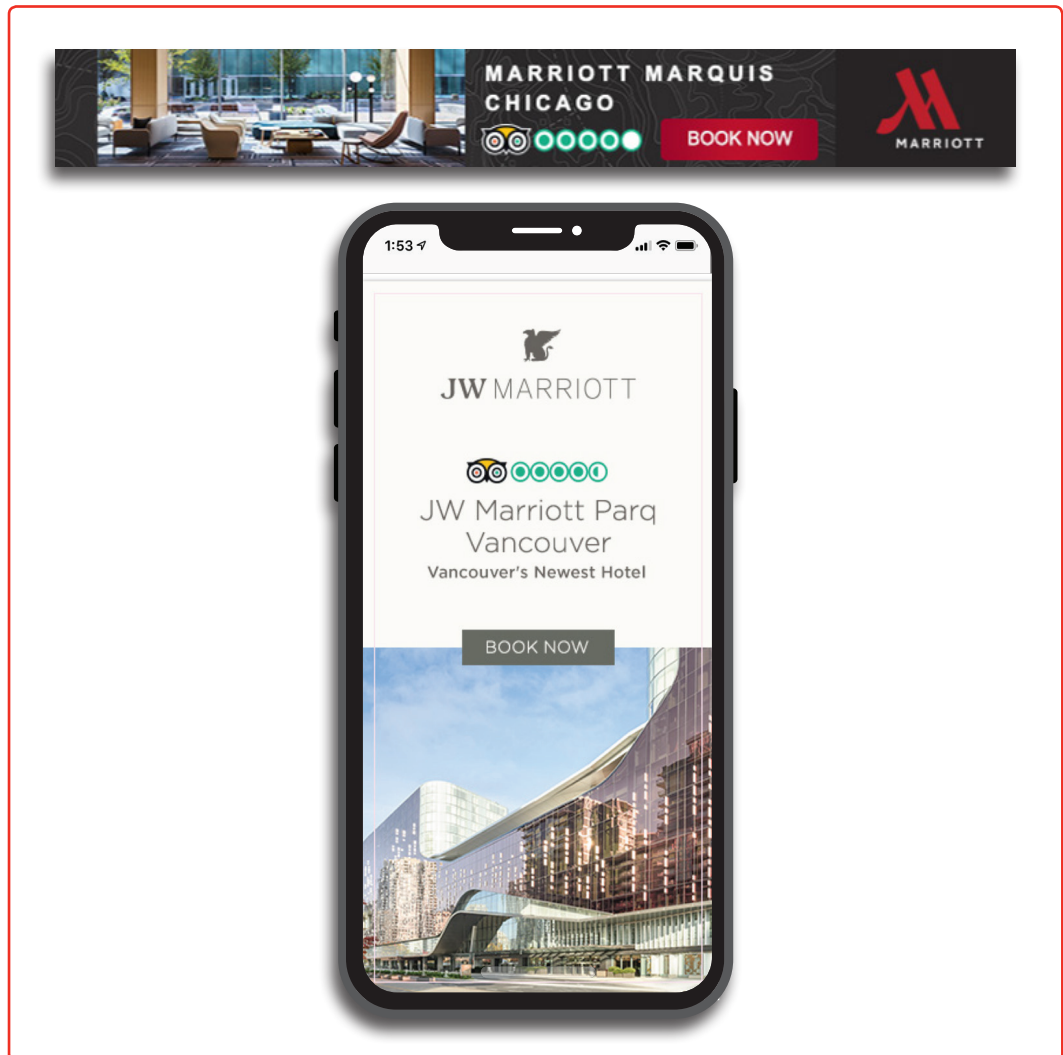 MARRIOTT MARQUIS
CHICAGO
BOOK NOW
MARRIOTT
1:53
JW MARRIOTT
JW Marriott Parq
Vancouver
Vancouver's Newest Hotel
BOOK NOW